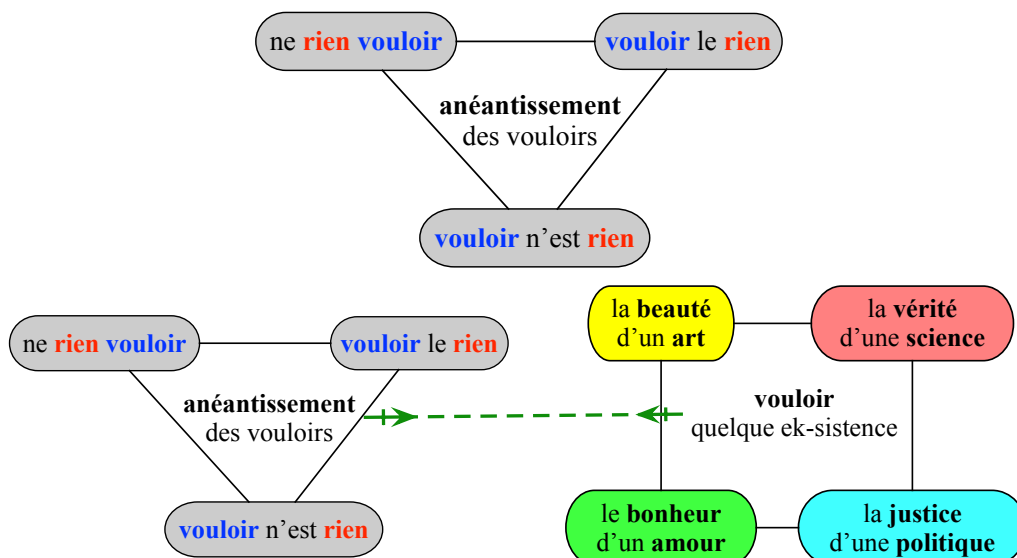 ne rien vouloir
vouloir le rien
anéantissement
des vouloirs
vouloir n’est rien
ne rien vouloir
vouloir le rien
anéantissement
des vouloirs
vouloir n’est rien
la beauté
d’un art
la vérité
d’une science
vouloir
quelque ek-sistence
le bonheur
d’un amour
la justice
d’une politique